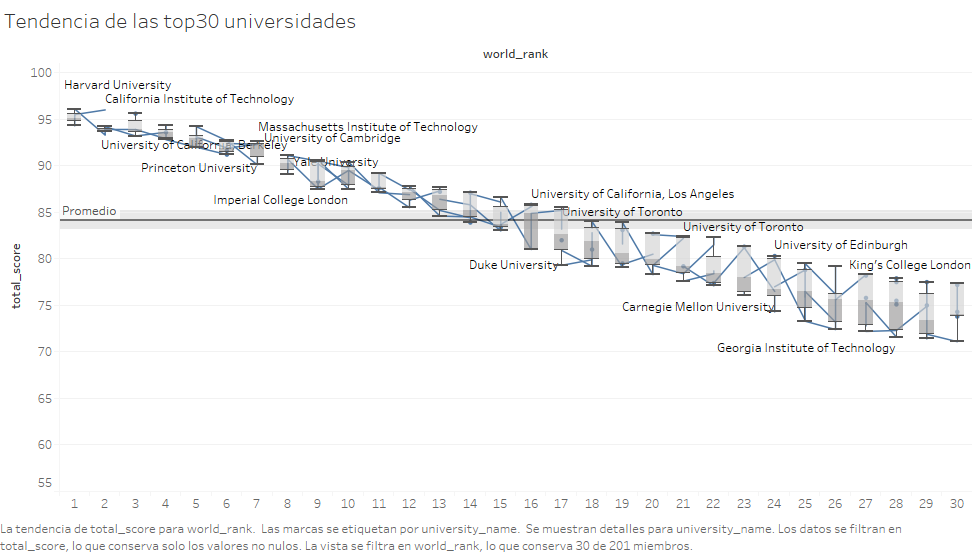 Tendencia de las top30 universidades
world_rank
100
Harvard University
California Institute of Technology
95
Massachusetts Institute of Technology
University of Cambridge
University of California, Berkeley
90
Yale University
Princeton University
Imperial College London
University of California, Los Angeles
85
Promedio
University of Toronto
University of Toronto
University of Edinburgh
80
Duke University
King's College London
75
Carnegie Mellon University
Georgia Institute of Technology
70
65
60
55
total_score
1 2 3 4 5 6 7 8 9 10 11 12 13 14 15 16 17 18 19 20 21 22 23 24 25 26 27 28 29 30
La tendencia de total_score para world_rank. Las marcas se etiquetan por university_name. Se muestran detalles para university_name. Los datos se filtran en
total_score, lo que conserva solo los valores no nulos. La vista se filtra en world_rank, lo que conserva 30 de 201 miembros.